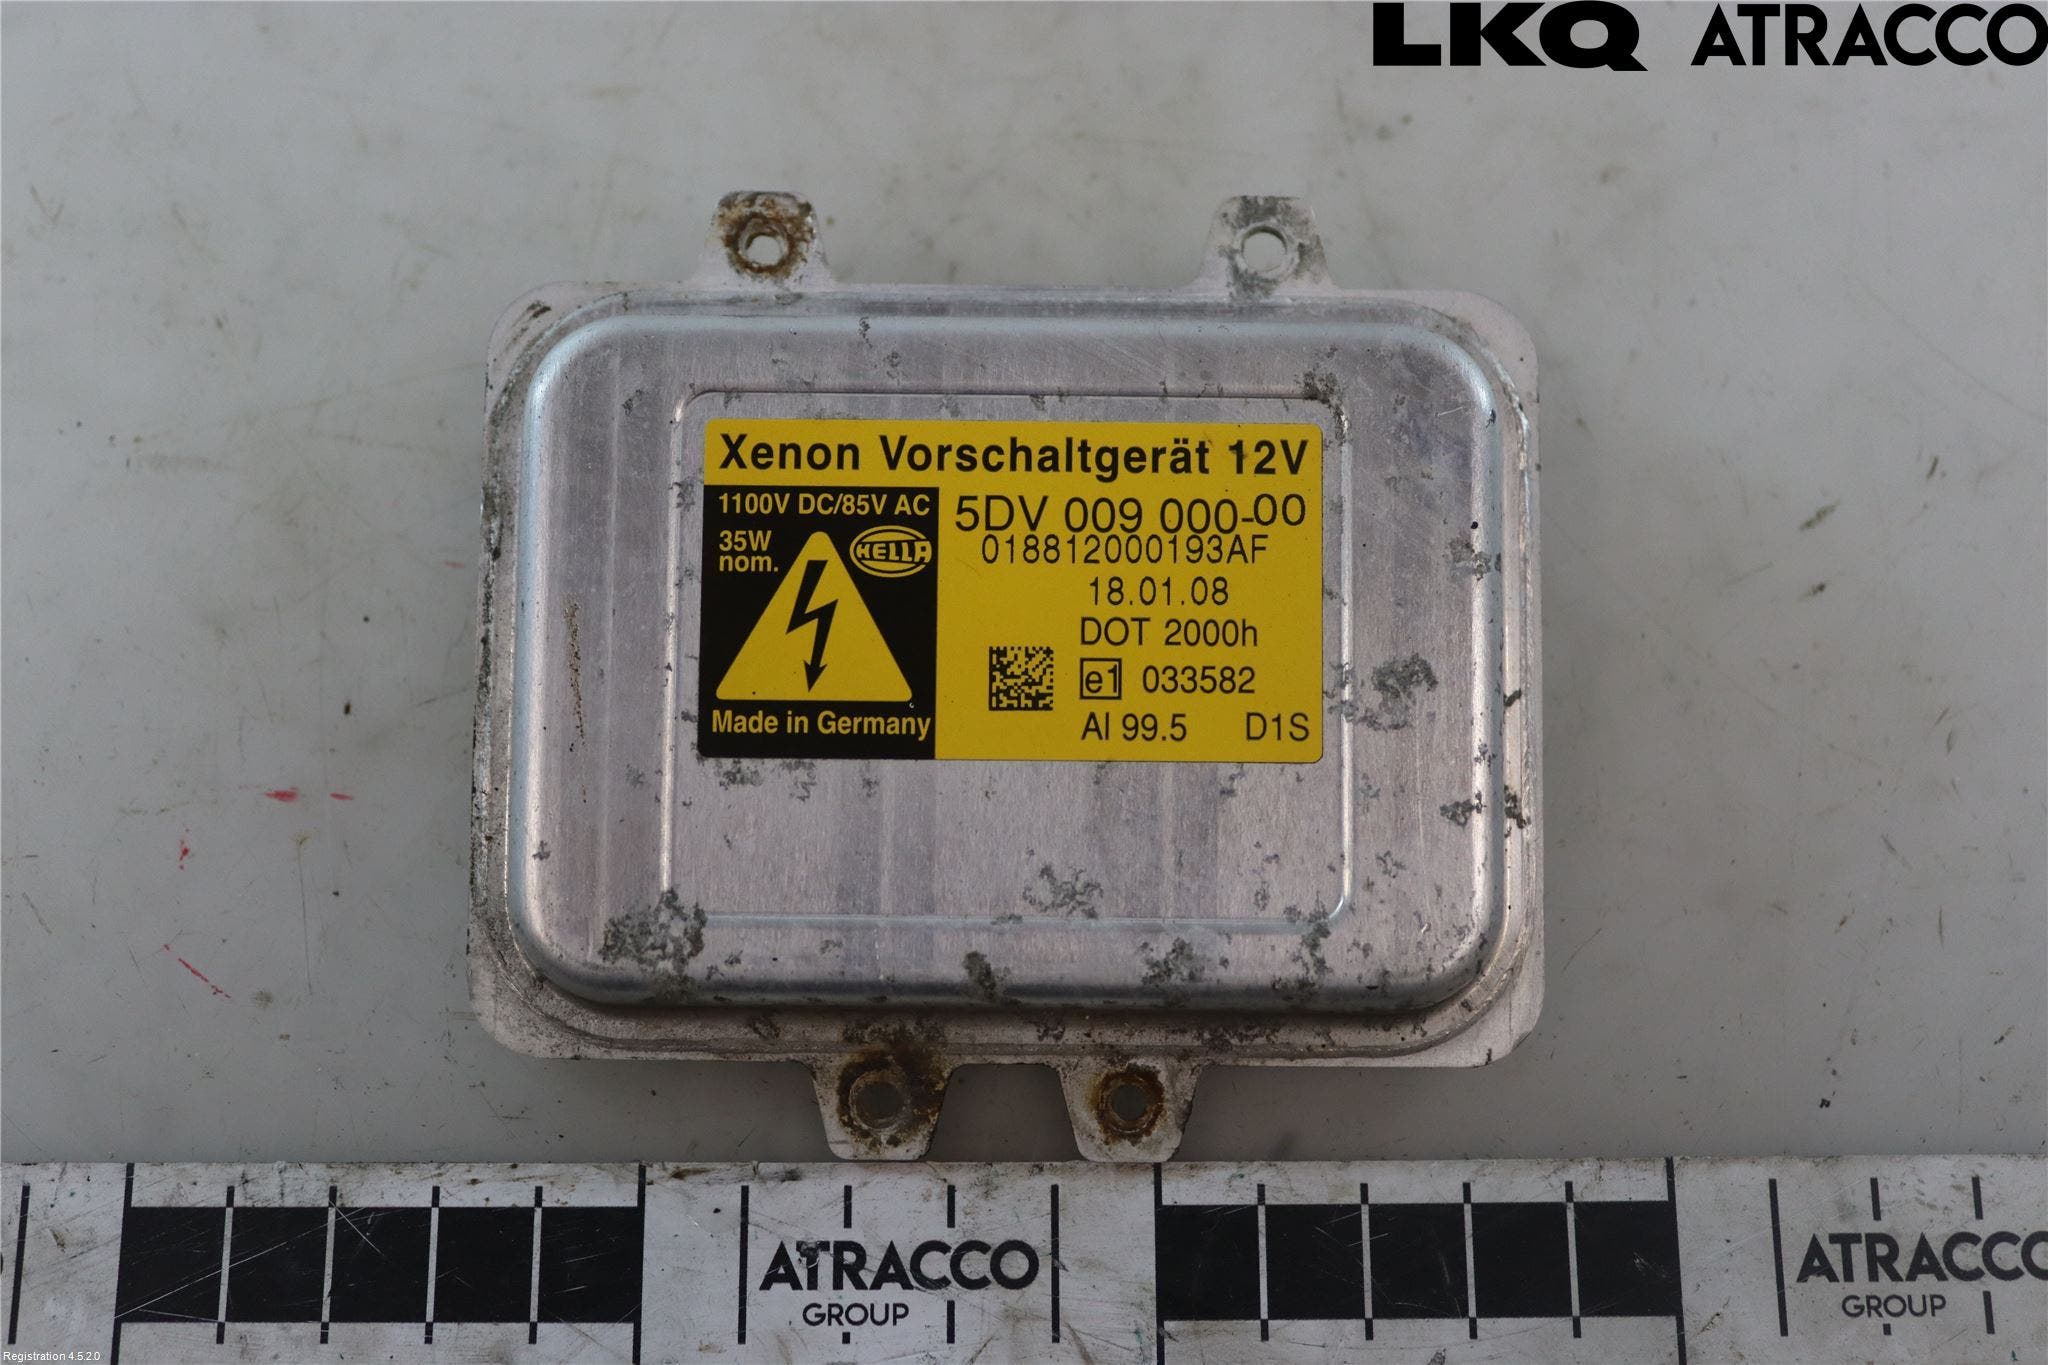 LKQ ATRACCO
Xenon Vorschaltgerät 12V
1100V DC/85V AC
35W
nom.
HELLA
Made in Germany
5DV 009 000-00
018812000193AF
18.01.08
DOT 2000h
e1 033582
Al 99.5 D1S
ATRACCO
GROUP
ATRACCO
GROUP
Registration 4.5.2.0